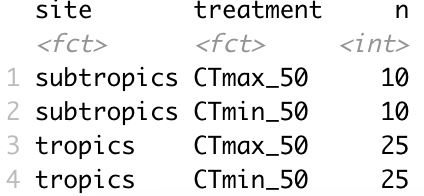 site treatment n
<fct> <fct> <int>
1 subtropics CTmax_50 10
2 subtropics CTmin_50 10
3 tropics CTmax_50 25
4 tropics CTmin_50 25